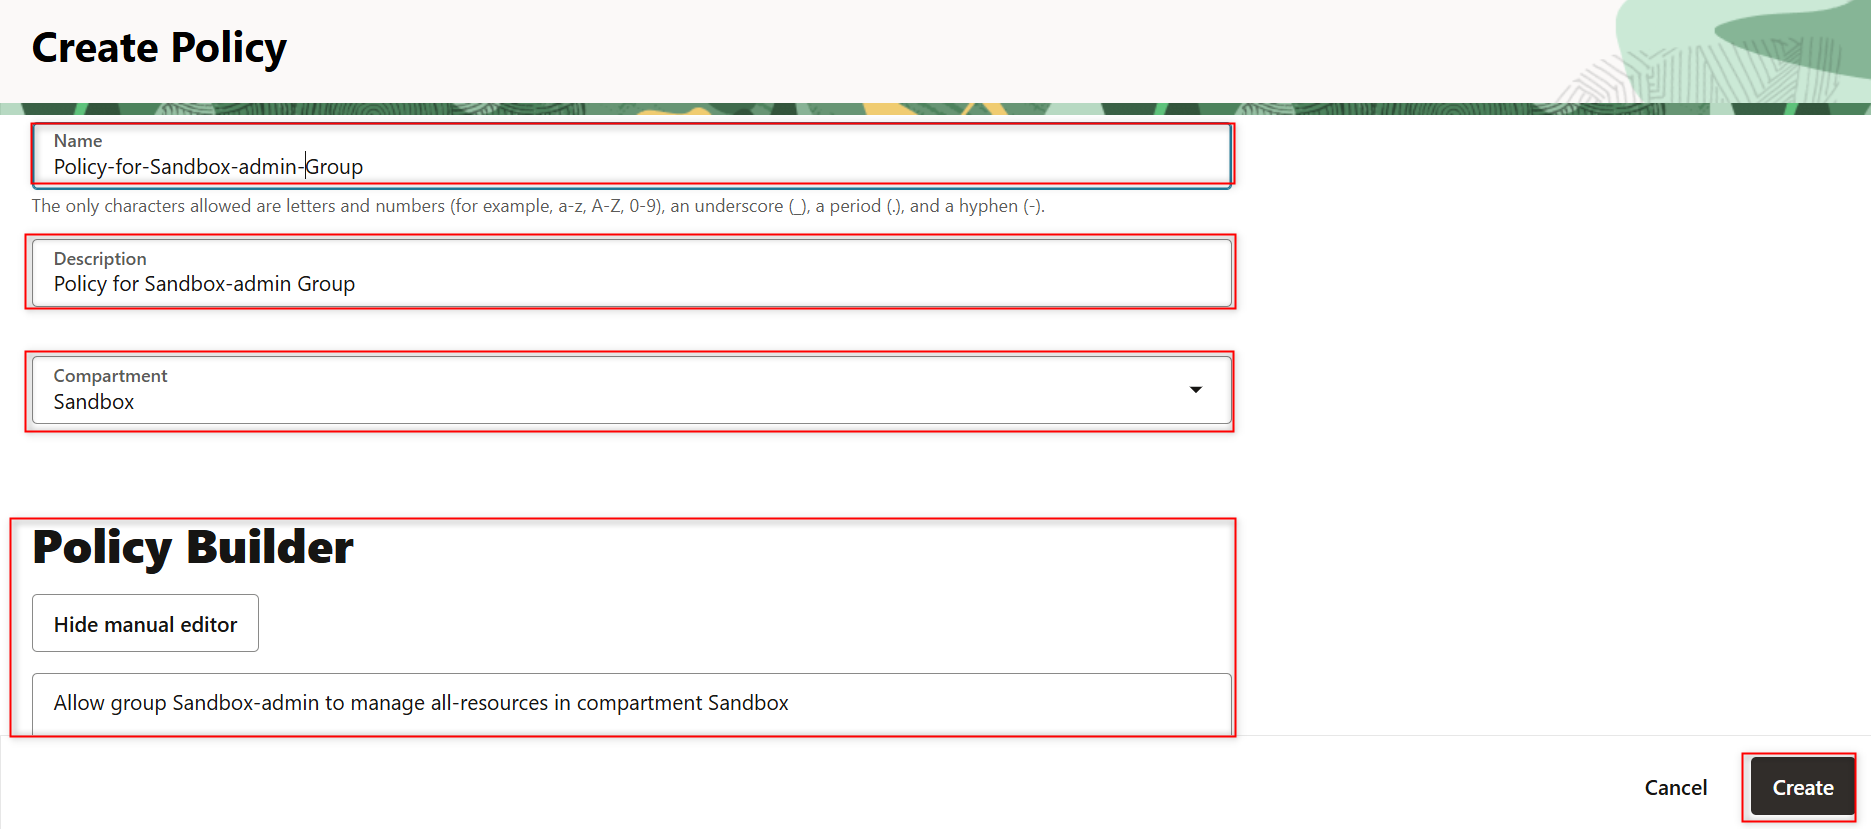 Create Policy
Name
Policy-for-Sandbox-admin-Group
The only characters allowed are letters and numbers (for example, a-z, A-Z, 0-9), an underscore (_), a period (.), and a hyphen (-).
Description
Policy for Sandbox-admin Group
Compartment
Sandbox
Policy Builder
Hide manual editor
Allow group Sandbox-admin to manage all-resources in compartment Sandbox
Cancel
Create